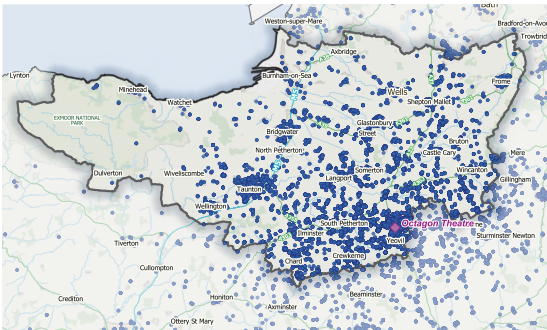 Bath
Weston-super-Mare
Bradford-on-Avon
Trowbrid
Axbridge
Lynton
Burnham-on-Sea
Minehead
Frome
Wells
Watchet
Shepton Mallet
EXMOOR NATIONAL
PARK
Glastonbury
Bridgwater
Street
Bruton
North Petherton
Castle Cary
Mere
Dulverton
Wiveliscombe
Somerton
Wincanton
Langport
Gillingham
Taunton
Wellington
South Petherton
Octagon Theatre
ne
Ilminster
Sturminster Newton
Tiverton
Yeovil
Crewkerne
Chard
Cullompton
Crediton
Honiton
Beaminster
Axminster
Ottery St Mary